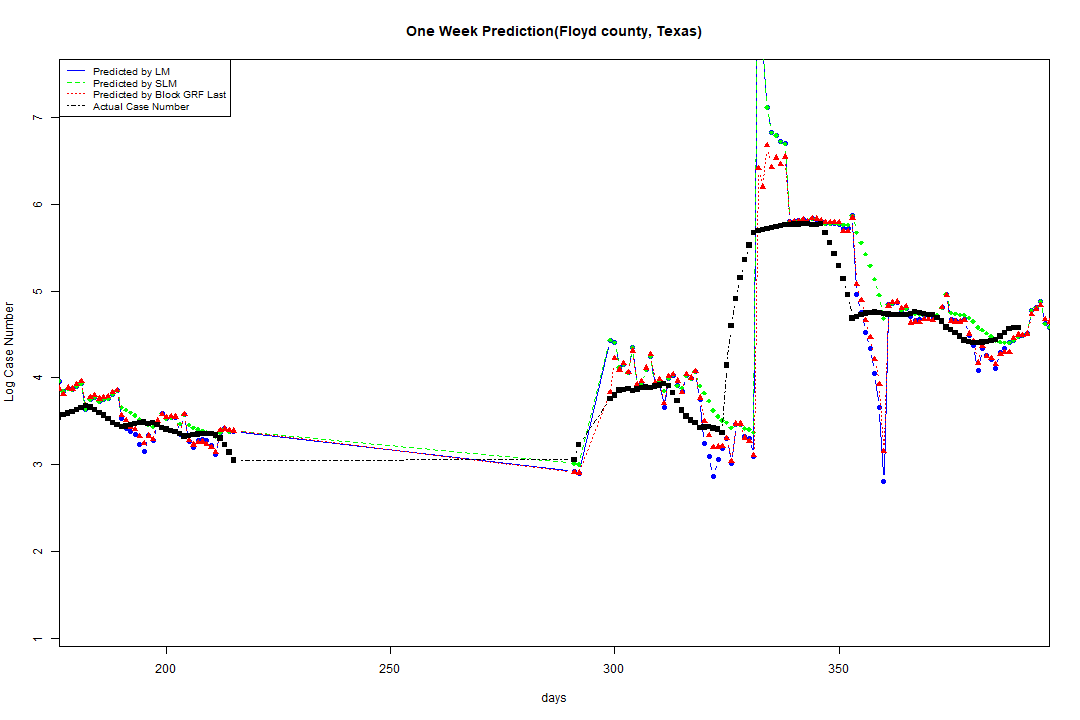 One Week Prediction(Floyd county, Texas)
Predicted by LM
Predicted by SLM
Predicted by Block GRF Last
Actual Case Number
Log Case Number
7
6
5
4
3
2
1
200
250
300
350
days